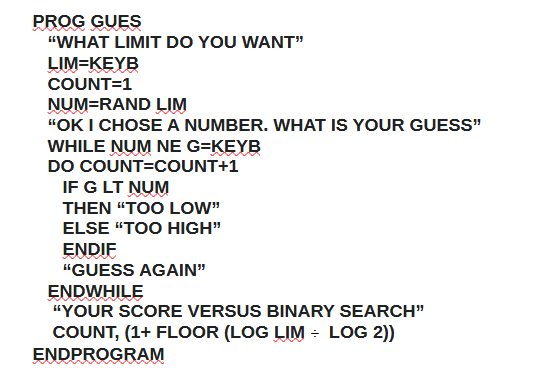 PROG GUES
“WHAT LIMIT DO YOU WANT”
LIM=KEYB
COUNT=1
NUM=RAND LIM
“OK I CHOSE A NUMBER. WHAT IS YOUR GUESS”
WHILE NUM NE G=KEYB
DO COUNT=COUNT+1
IF G LT NUM
THEN “TOO LOW”
ELSE “TOO HIGH”
ENDIF
“GUESS AGAIN”
ENDWHILE
“YOUR SCORE VERSUS BINARY SEARCH”
COUNT, (1+ FLOOR (LOG LIM ÷ LOG 2))
ENDPROGRAM